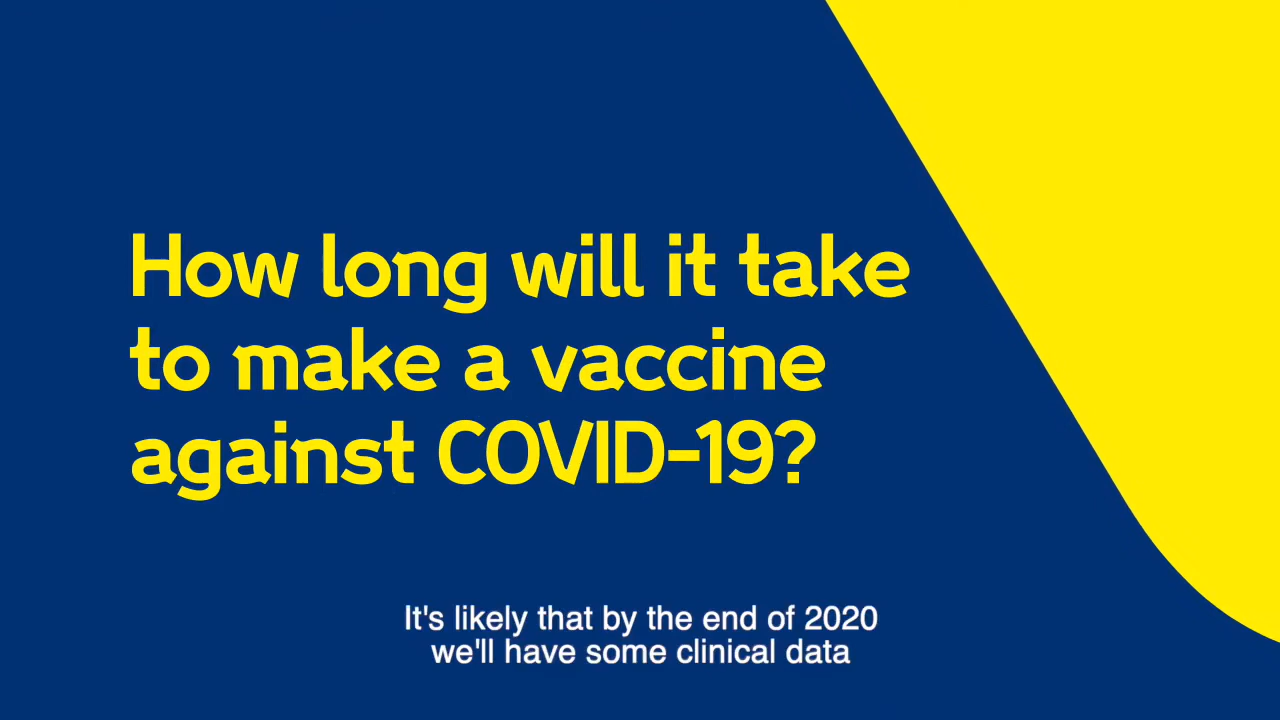 How long will it take
to make a vaccine
against COVID-19?
It's likely that by the end of 2020
we'll have some clinical data